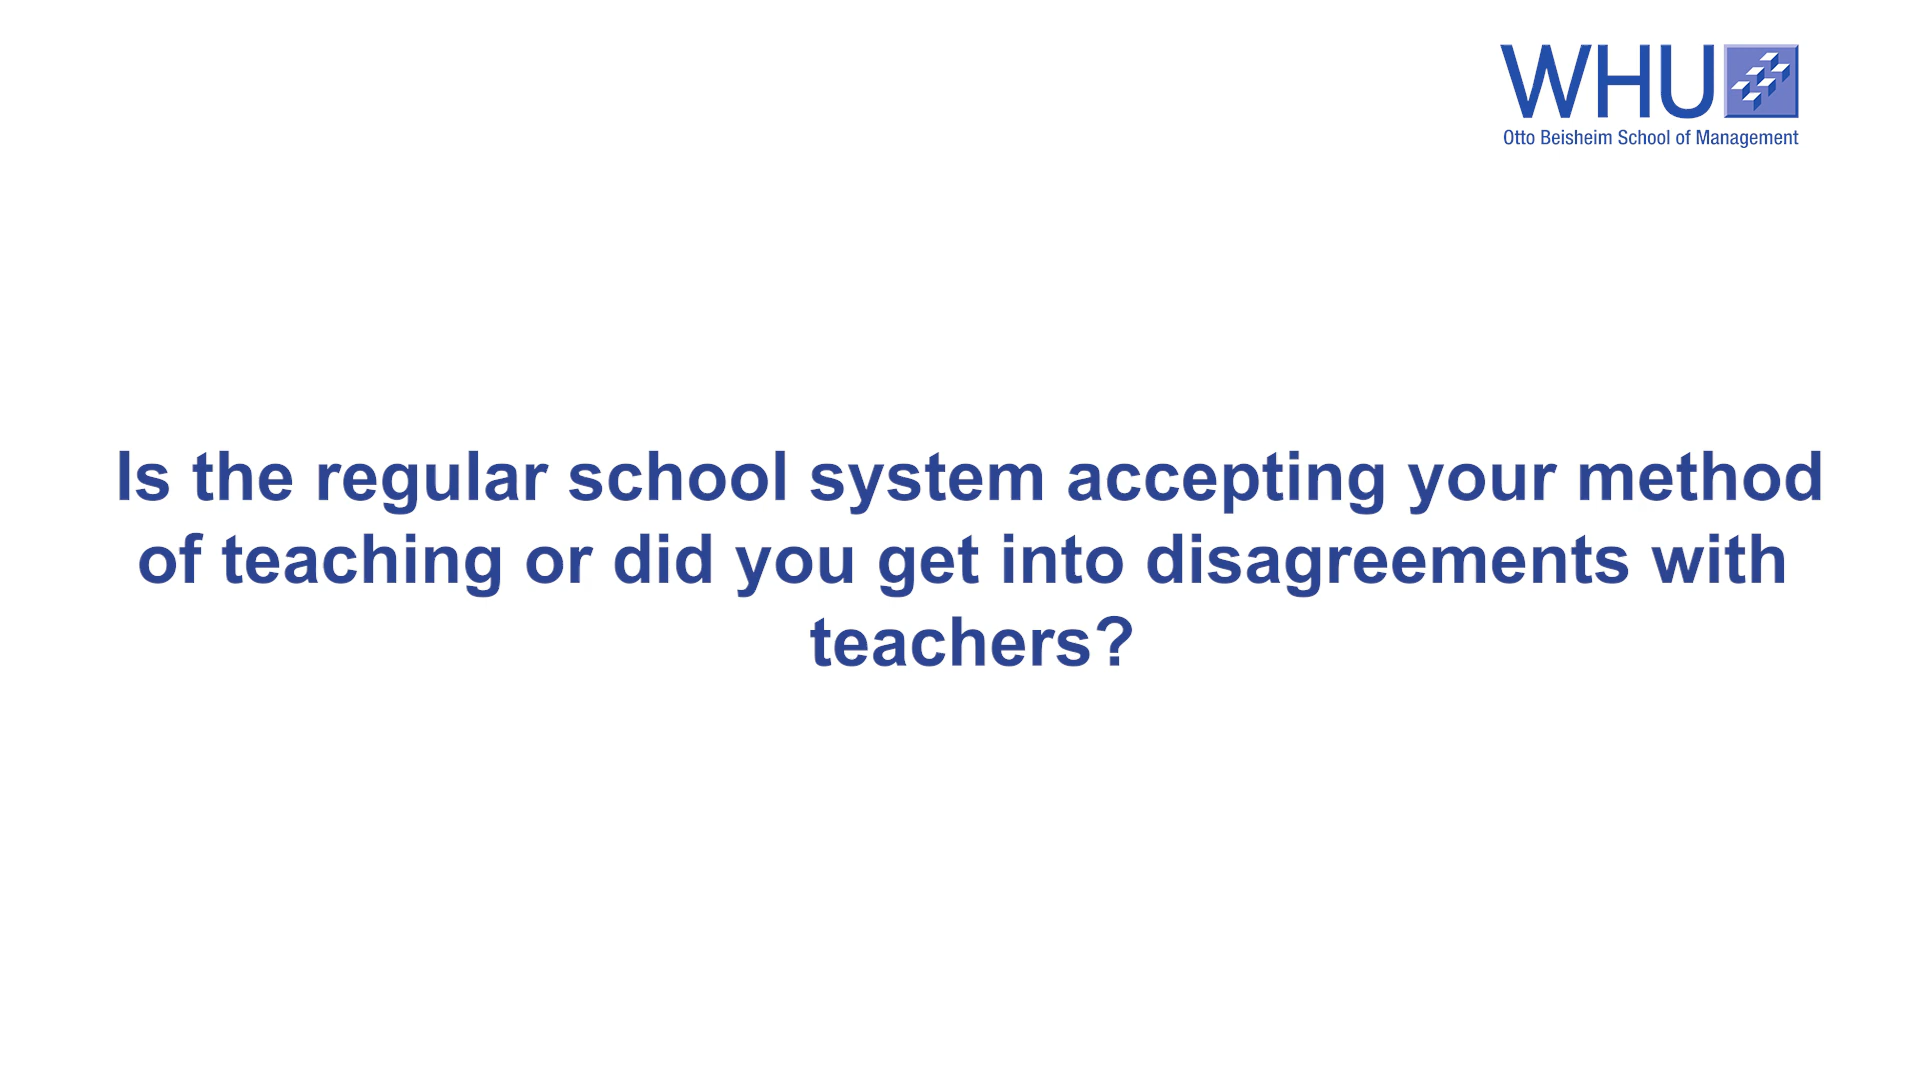 WHU
Otto Beisheim School of Management
Is the regular school system accepting your method
of teaching or did you get into disagreements with
teachers?